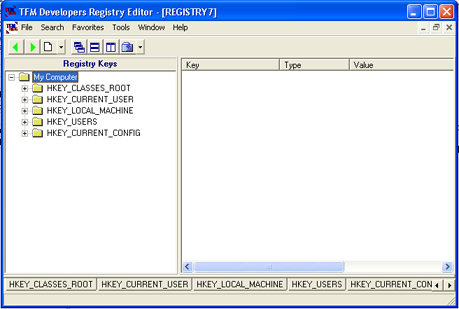 TFM Developers Registry Editor - [REGISTRY7]
File Search Favorites Tools Window Help
Registry Keys
Key Type Value
My Computer
HKEY_CLASSES_ROOT
HKEY_CURRENT_USER
HKEY_LOCAL_MACHINE
HKEY_USERS
HKEY_CURRENT_CONFIG
HKEY_CLASSES_ROOT HKEY_CURRENT_USER HKEY_LOCAL_MACHINE HKEY_USERS HKEY_CURRENT_CON